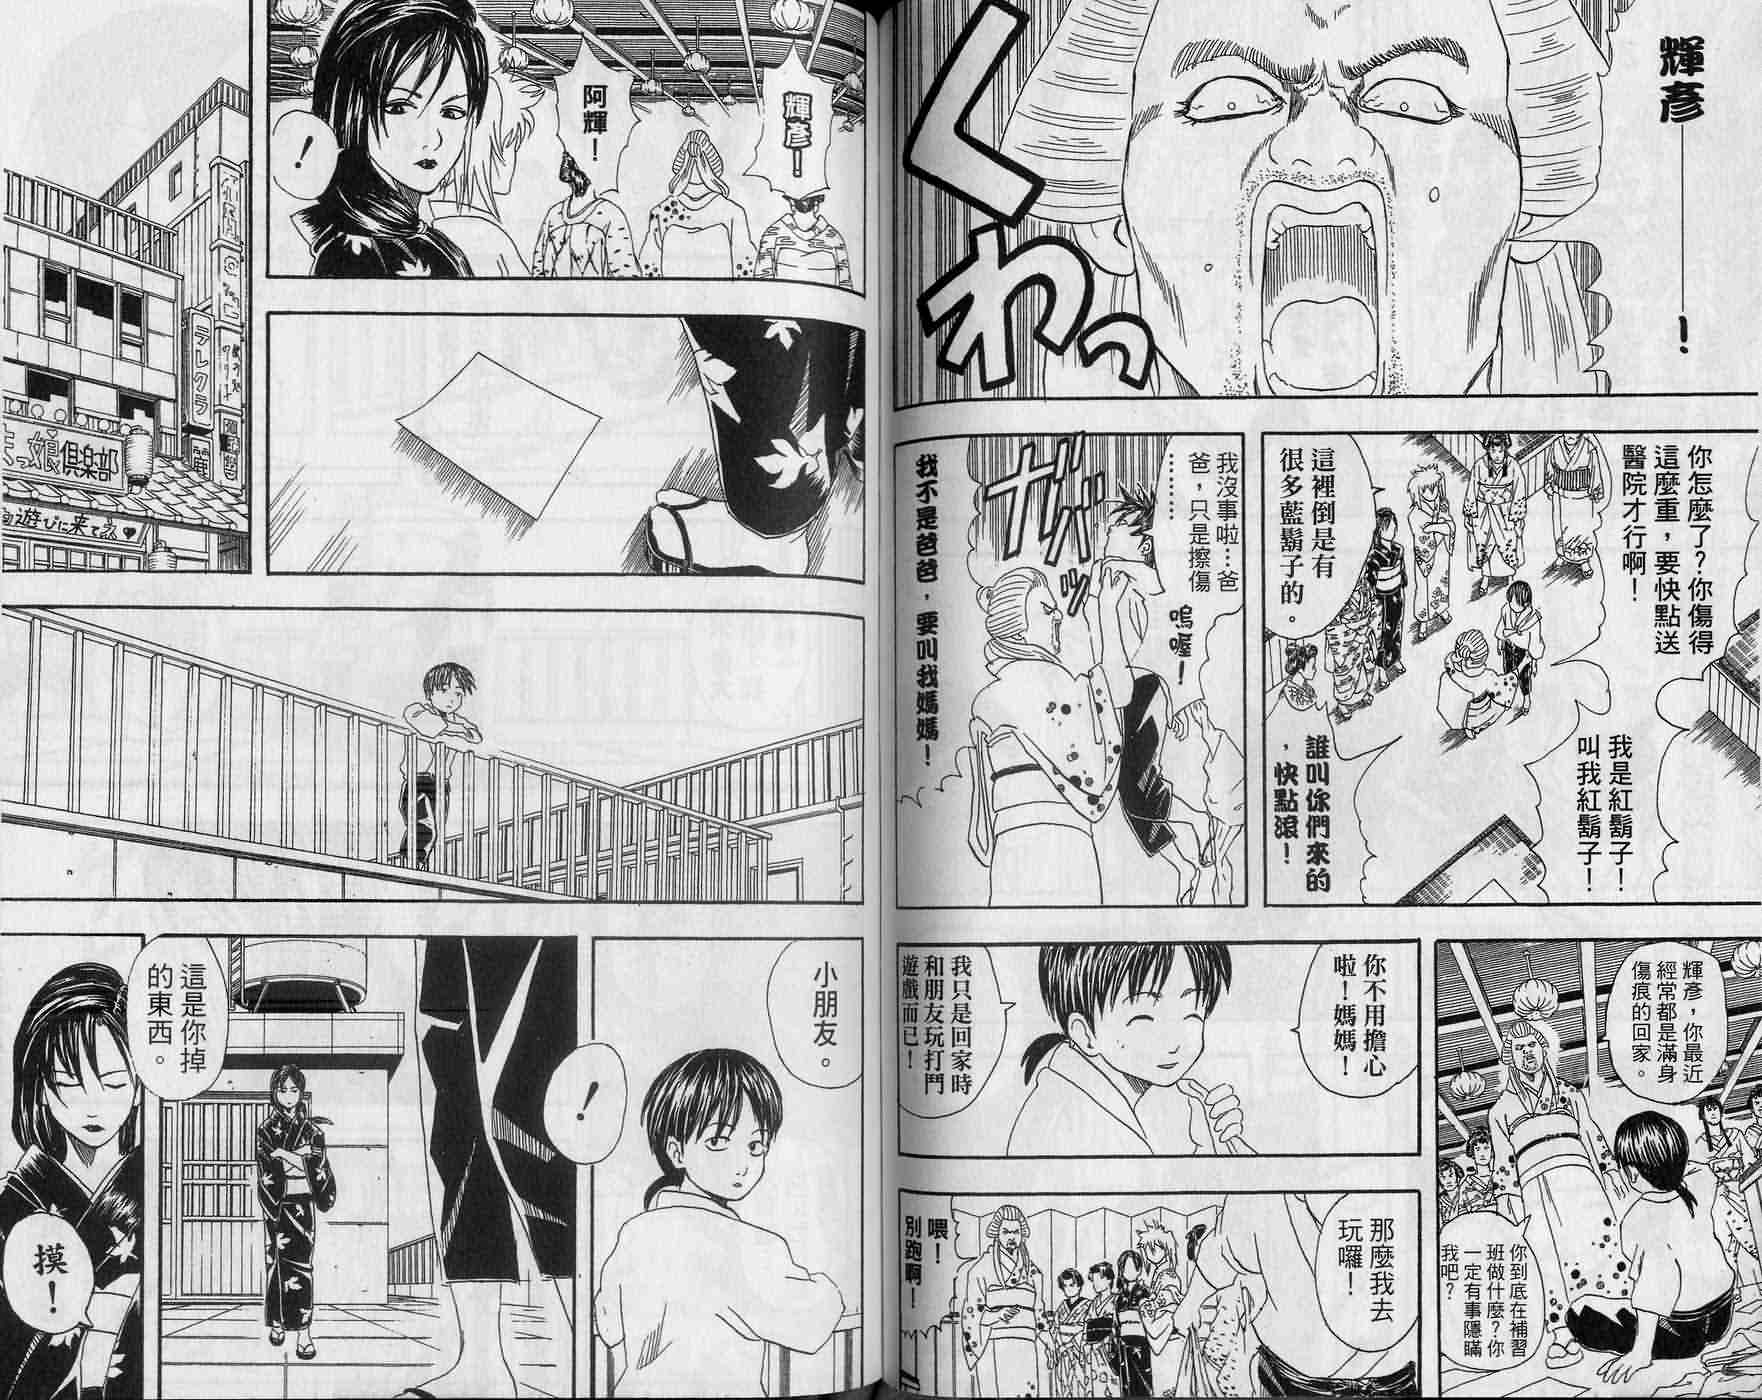 輝彥──!
くわっ
你怎麼了?你傷得
這麼重,要快點送
醫院才行啊!
我是紅鬍子!
叫我紅鬍子!
這裡倒是有
很多藍鬍子的。
誰叫你們來的
,快點滾!
我沒事啦…爸
爸,只是擦傷
………
嗚喔!
ガバッ
我不是爸爸,要叫我媽媽!
輝彥,你最近
經常都是滿身
傷痕的回家。
你到底在補習
班做什麼?你
一定有事隱瞞
我吧?
你不用擔心
啦!媽媽!
我只是回家時
和朋友玩打鬥
遊戲而已!
那麼我去
玩囉!
喂!
別跑啊!
輝彥!
阿輝!
!
テレクラ
っ娘俱楽部
遊びに来てネ♥
小朋友。
!
這是你掉
的東西。
摸!